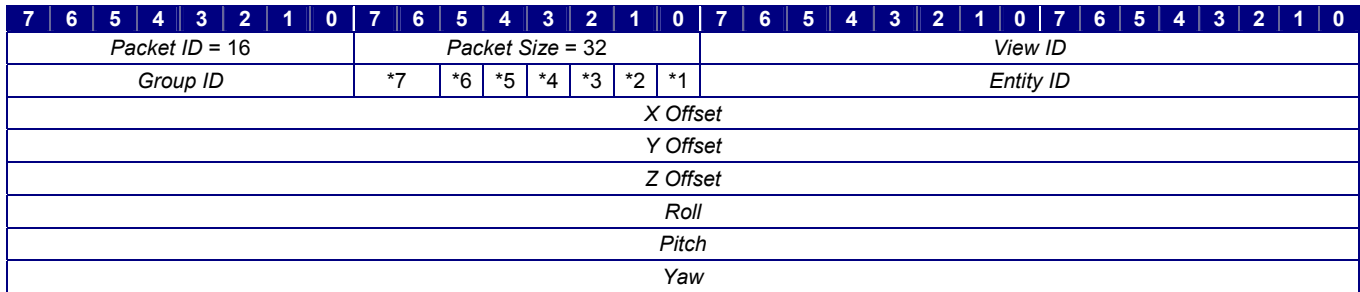 7 6 5 4 3 2 1 0 7 6 5 4 3 2 1 0 7 6 5 4 3 2 1 0 7 6 5 4 3 2 1 0
Packet ID = 16 Packet Size = 32 View ID
Group ID *7 *6 *5 *4 *3 *2 *1 Entity ID
X Offset
Y Offset
Z Offset
Roll
Pitch
Yaw